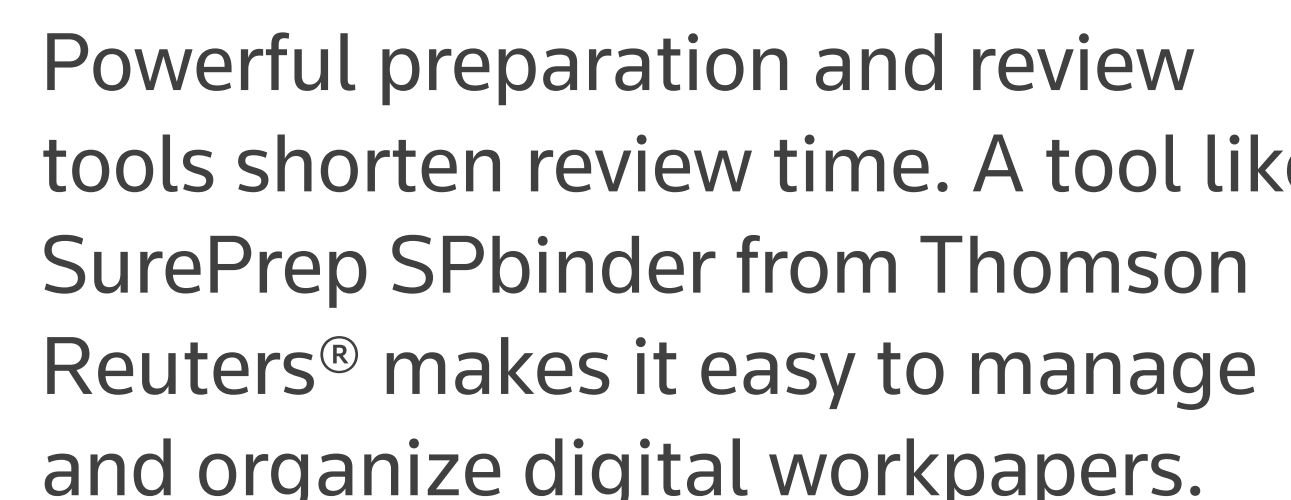 Powerful preparation and review
tools shorten review time. A tool like
SurePrep SPbinder from Thomson
Reuters® makes it easy to manage
and organize digital workpapers.